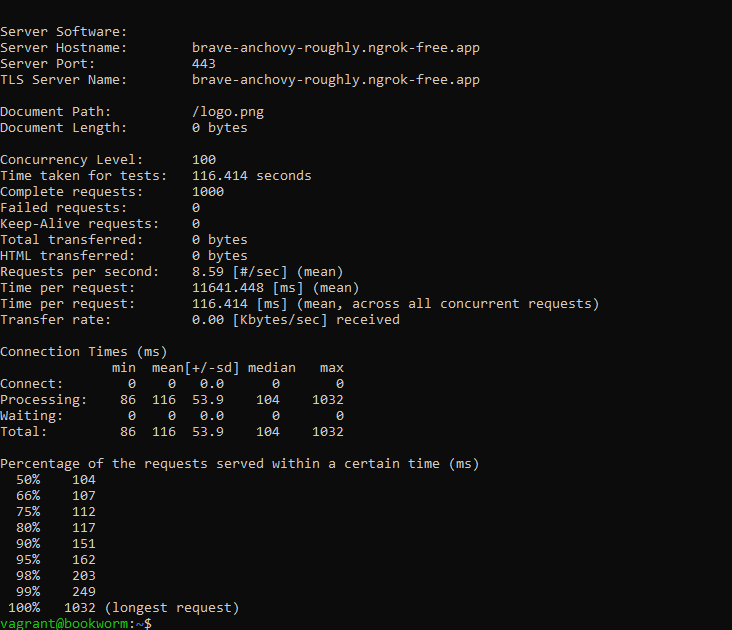 Server Software:
Server Hostname:        brave-anchovy-roughly.ngrok-free.app
Server Port:            443
TLS Server Name:        brave-anchovy-roughly.ngrok-free.app

Document Path:          /logo.png
Document Length:        0 bytes

Concurrency Level:      100
Time taken for tests:   116.414 seconds
Complete requests:      1000
Failed requests:        0
Keep-Alive requests:    0
Total transferred:      0 bytes
HTML transferred:       0 bytes
Requests per second:    8.59 [#/sec] (mean)
Time per request:       11641.448 [ms] (mean)
Time per request:       116.414 [ms] (mean, across all concurrent requests)
Transfer rate:          0.00 [Kbytes/sec] received

Connection Times (ms)
              min  mean[+/-sd] median   max
Connect:        0    0   0.0      0       0
Processing:    86  116  53.9    104    1032
Waiting:        0    0   0.0      0       0
Total:         86  116  53.9    104    1032

Percentage of the requests served within a certain time (ms)
  50%    104
  66%    107
  75%    112
  80%    117
  90%    151
  95%    162
  98%    203
  99%    249
 100%   1032 (longest request)
vagrant@bookworm:~$